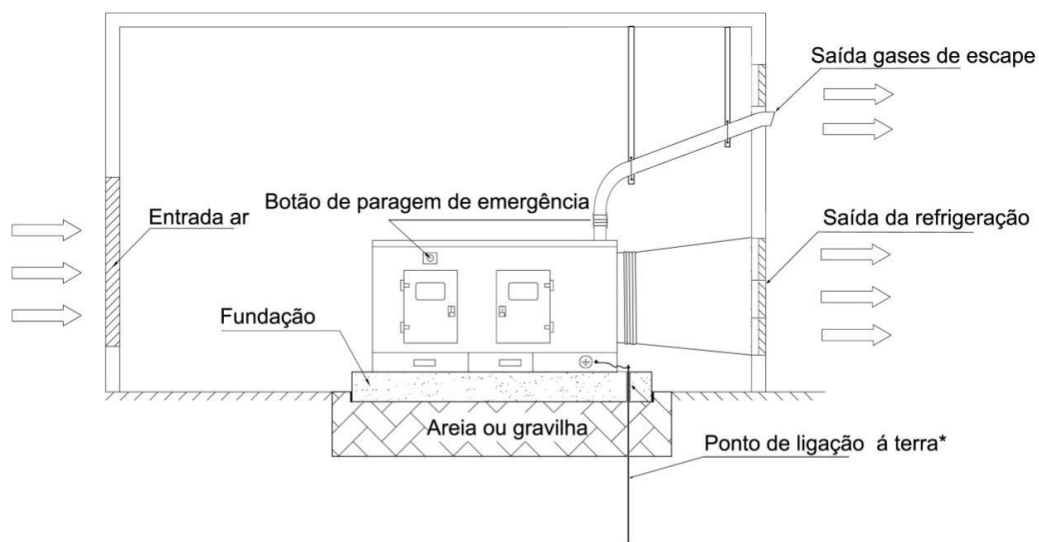 Saída gases de escape
Botão de paragem de emergência
Entrada ar
Saída da refrigeração
Fundação
Areia ou gravilha
Ponto de ligação á terra*